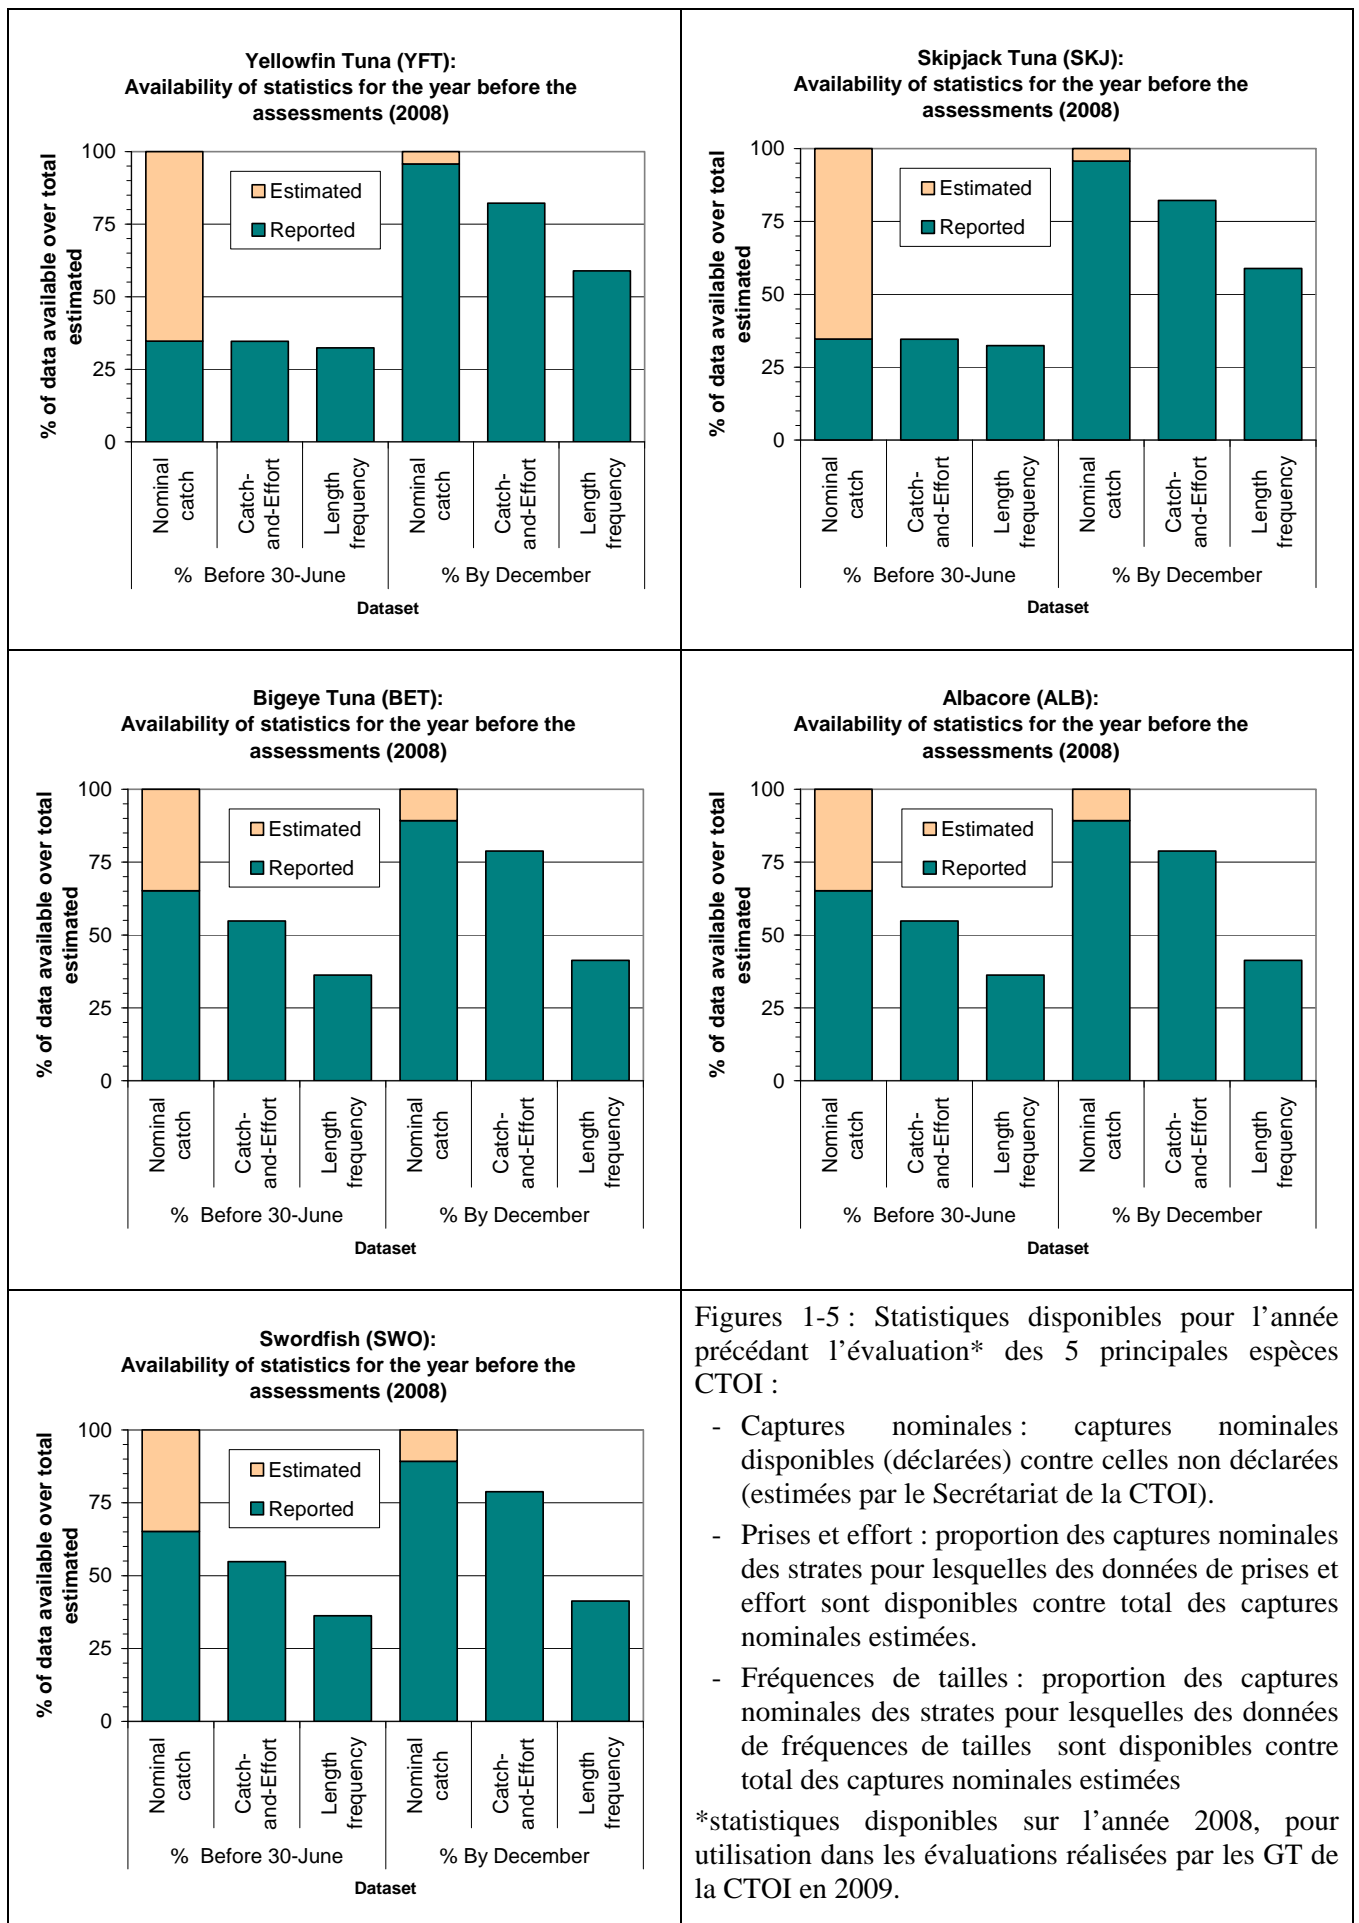 Yellowfin Tuna (YFT):
Availability of statistics for the year before the
assessments (2008)
% of data available over total
estimated
100
75
50
25
0
Estimated
Reported
Nominal
catch
Catch-
and-Effort
Length
frequency
Nominal
catch
Catch-
and-Effort
Length
frequency
% Before 30-June
% By December
Dataset
Skipjack Tuna (SKJ):
Availability of statistics for the year before the
assessments (2008)
% of data available over total
estimated
100
75
50
25
0
Estimated
Reported
Nominal
catch
Catch-
and-Effort
Length
frequency
Nominal
catch
Catch-
and-Effort
Length
frequency
% Before 30-June
% By December
Dataset
Bigeye Tuna (BET):
Availability of statistics for the year before the
assessments (2008)
% of data available over total
estimated
100
75
50
25
0
Estimated
Reported
Nominal
catch
Catch-
and-Effort
Length
frequency
Nominal
catch
Catch-
and-Effort
Length
frequency
% Before 30-June
% By December
Dataset
Albacore (ALB):
Availability of statistics for the year before the
assessments (2008)
% of data available over total
estimated
100
75
50
25
0
Estimated
Reported
Nominal
catch
Catch-
and-Effort
Length
frequency
Nominal
catch
Catch-
and-Effort
Length
frequency
% Before 30-June
% By December
Dataset
Swordfish (SWO):
Availability of statistics for the year before the
assessments (2008)
% of data available over total
estimated
100
75
50
25
0
Estimated
Reported
Nominal
catch
Catch-
and-Effort
Length
frequency
Nominal
catch
Catch-
and-Effort
Length
frequency
% Before 30-June
% By December
Dataset
Figures 1-5 : Statistiques disponibles pour l’année
précédant l’évaluation* des 5 principales espèces
CTOI :
- Captures nominales : captures nominales
disponibles (déclarées) contre celles non déclarées
(estimées par le Secrétariat de la CTOI).
- Prises et effort : proportion des captures nominales
des strates pour lesquelles des données de prises et
effort sont disponibles contre total des captures
nominales estimées.
- Fréquences de tailles : proportion des captures
nominales des strates pour lesquelles des données
de fréquences de tailles sont disponibles contre
total des captures nominales estimées
*statistiques disponibles sur l’année 2008, pour
utilisation dans les évaluations réalisées par les GT de
la CTOI en 2009.